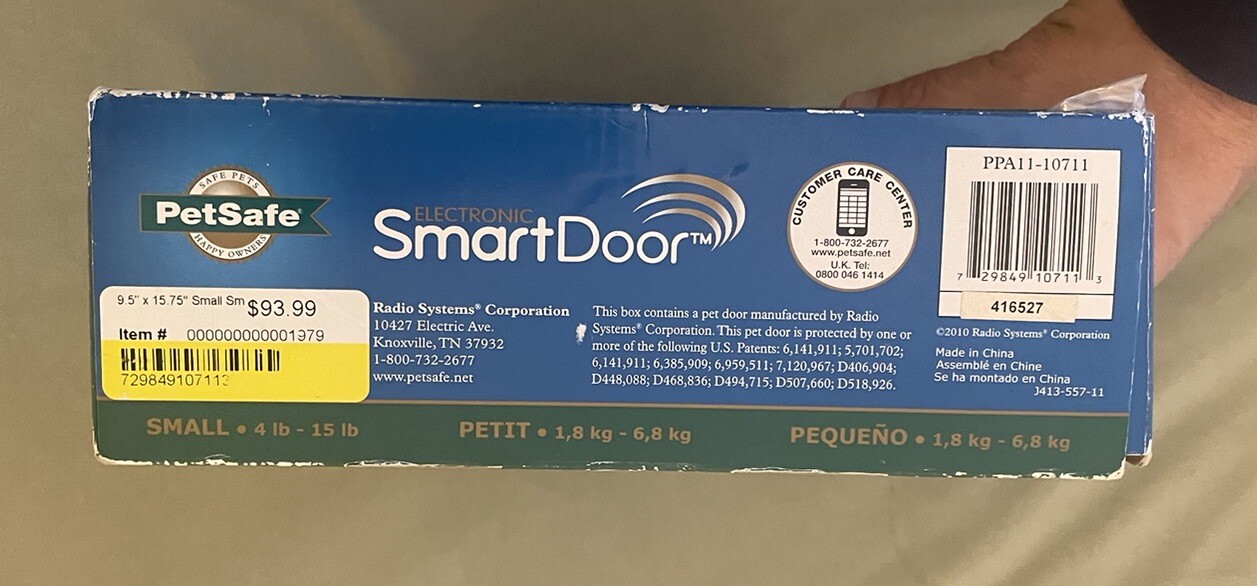 SAFE PETS
PetSafe®
HAPPY OWNERS
ELECTRONIC
SmartDoor™
CUSTOMER CARE CENTER
1-800-732-2677
www.petsafe.net
U.K. Tel:
0800 046 1414
PPA11-10711
7 29849 10711 3
416527
©2010 Radio Systems® Corporation
Made in China
Assemblé en Chine
Se ha montado en China
J413-557-11
9.5" x 15.75" Small Sm $93.99
Item # 000000000001979
729849107113
Radio Systems® Corporation
10427 Electric Ave.
Knoxville, TN 37932
1-800-732-2677
www.petsafe.net
This box contains a pet door manufactured by Radio
Systems® Corporation. This pet door is protected by one or
more of the following U.S. Patents: 6,141,911; 5,701,702;
6,141,911; 6,385,909; 6,959,511; 7,120,967; D406,904;
D448,088; D468,836; D494,715; D507,660; D518,926.
SMALL • 4 lb - 15 lb
PETIT • 1,8 kg - 6,8 kg
PEQUEÑO • 1,8 kg - 6,8 kg